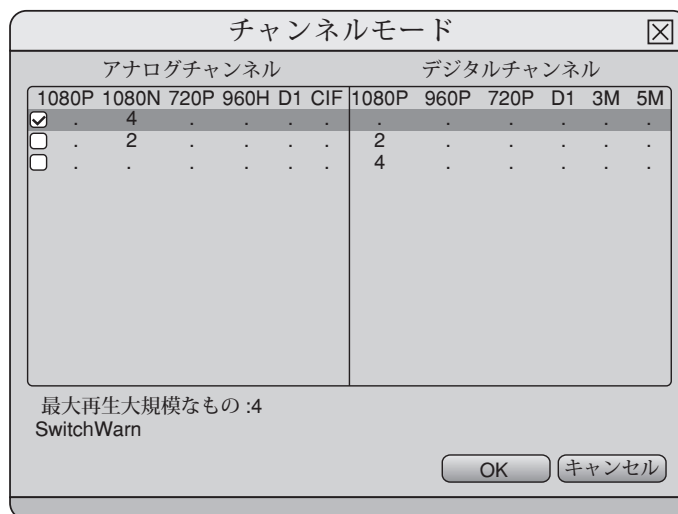 チャンネルモード
アナログチャンネル デジタルチャンネル
1080P 1080N 720P 960H D1 CIF 1080P 960P 720P D1 3M 5M
. 4 . . . . . . . . . .
. 2 . . . . 2 . . . . .
. . . . . . 4 . . . . .
最大再生大規模なもの :4
SwitchWarn
OK キャンセル